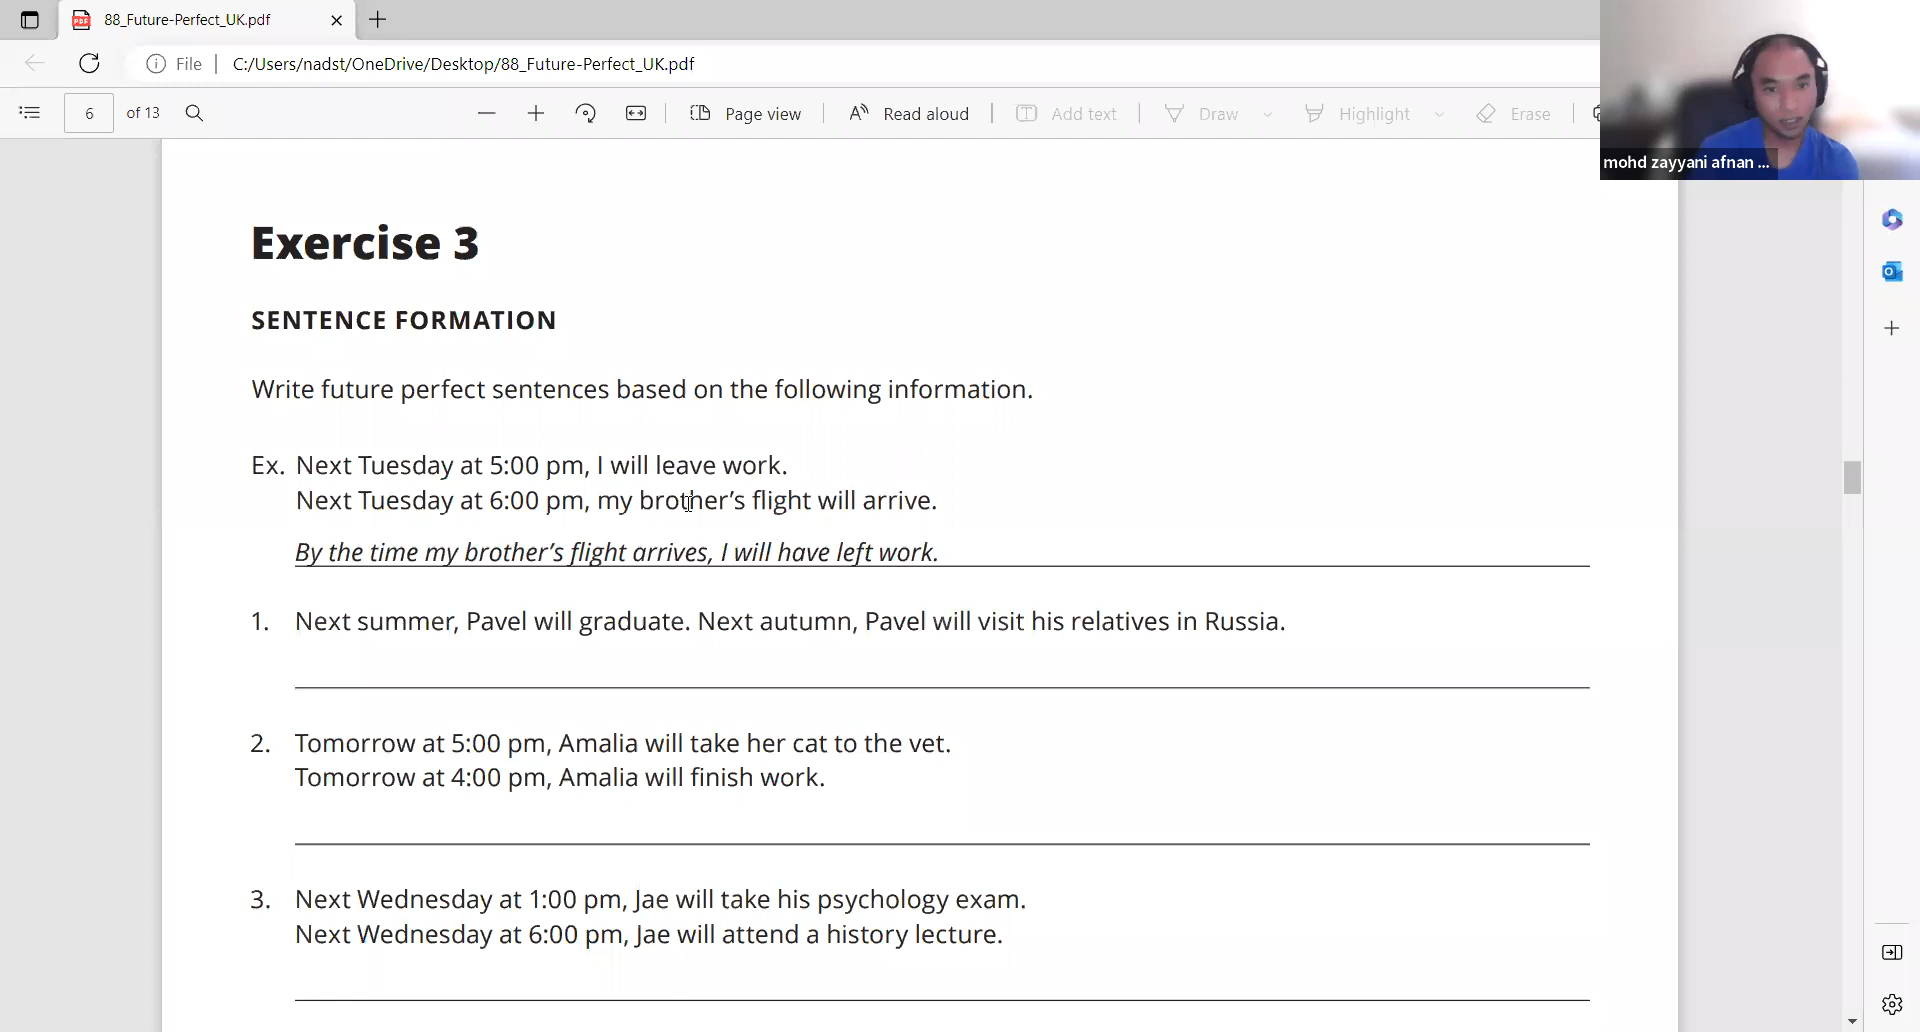 88_Future-Perfect_UK.pdf
File | C:/Users/nadst/OneDrive/Desktop/88_Future-Perfect_UK.pdf
6 of 13 Page view Read aloud Add text Draw Highlight Erase
mohd zayyani afnan ...
Exercise 3
SENTENCE FORMATION
Write future perfect sentences based on the following information.
Ex. Next Tuesday at 5:00 pm, I will leave work.
Next Tuesday at 6:00 pm, my brother’s flight will arrive.
By the time my brother’s flight arrives, I will have left work.
1. Next summer, Pavel will graduate. Next autumn, Pavel will visit his relatives in Russia.
2. Tomorrow at 5:00 pm, Amalia will take her cat to the vet.
Tomorrow at 4:00 pm, Amalia will finish work.
3. Next Wednesday at 1:00 pm, Jae will take his psychology exam.
Next Wednesday at 6:00 pm, Jae will attend a history lecture.